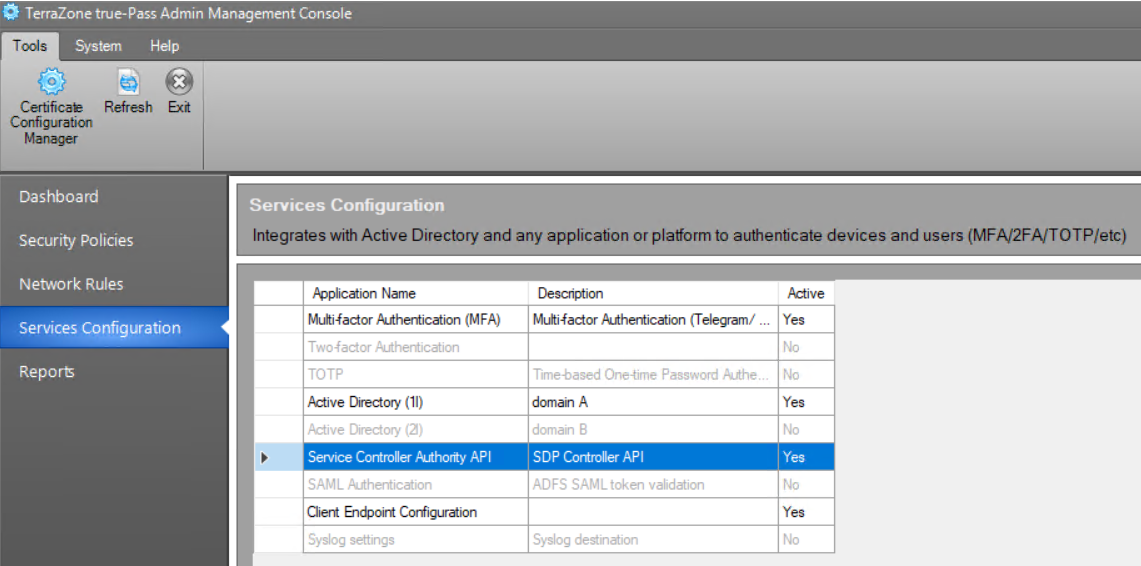 TerraZone true-Pass Admin Management Console
Tools System Help
Certificate Configuration Manager
Refresh
Exit
Dashboard
Security Policies
Network Rules
Services Configuration
Reports
Services Configuration
Integrates with Active Directory and any application or platform to authenticate devices and users (MFA/2FA/TOTP/etc)
Application Name Description Active
Multi-factor Authentication (MFA) Multi-factor Authentication (Telegram/ ... Yes
Two-factor Authentication No
TOTP Time-based One-time Password Authe... No
Active Directory (1I) domain A Yes
Active Directory (2I) domain B No
Service Controller Authority API SDP Controller API Yes
SAML Authentication ADFS SAML token validation No
Client Endpoint Configuration Yes
Syslog settings Syslog destination No